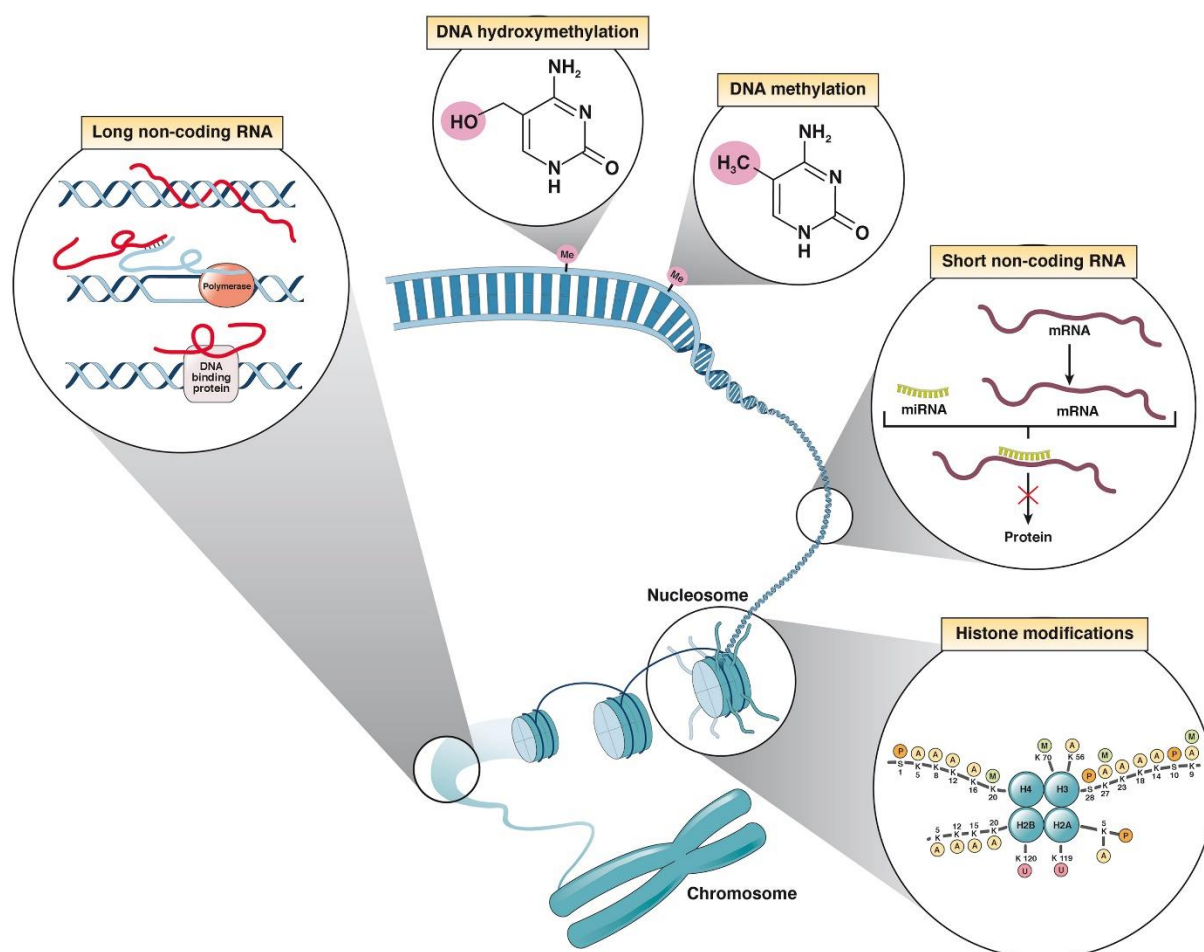 DNA hydroxymethylation
NH2
HO
N
N
H
O
DNA methylation
NH2
H3C
N
N
H
O
Long non-coding RNA
Polymerase
DNA
binding
protein
Me
Me
Short non-coding RNA
mRNA
miRNA
mRNA
Protein
Nucleosome
Chromosome
Histone modifications
P A A A A M
S K K K K K
1 5 8 12 16 20
M A
K 70 K 56
P M A A A A P A M
S K K K K S K
28 27 23 18 14 10 9
H4 H3
H2B H2A
5 12 15 20
K K K K
A A A A
K 120 K 119
U U
5
K P
A